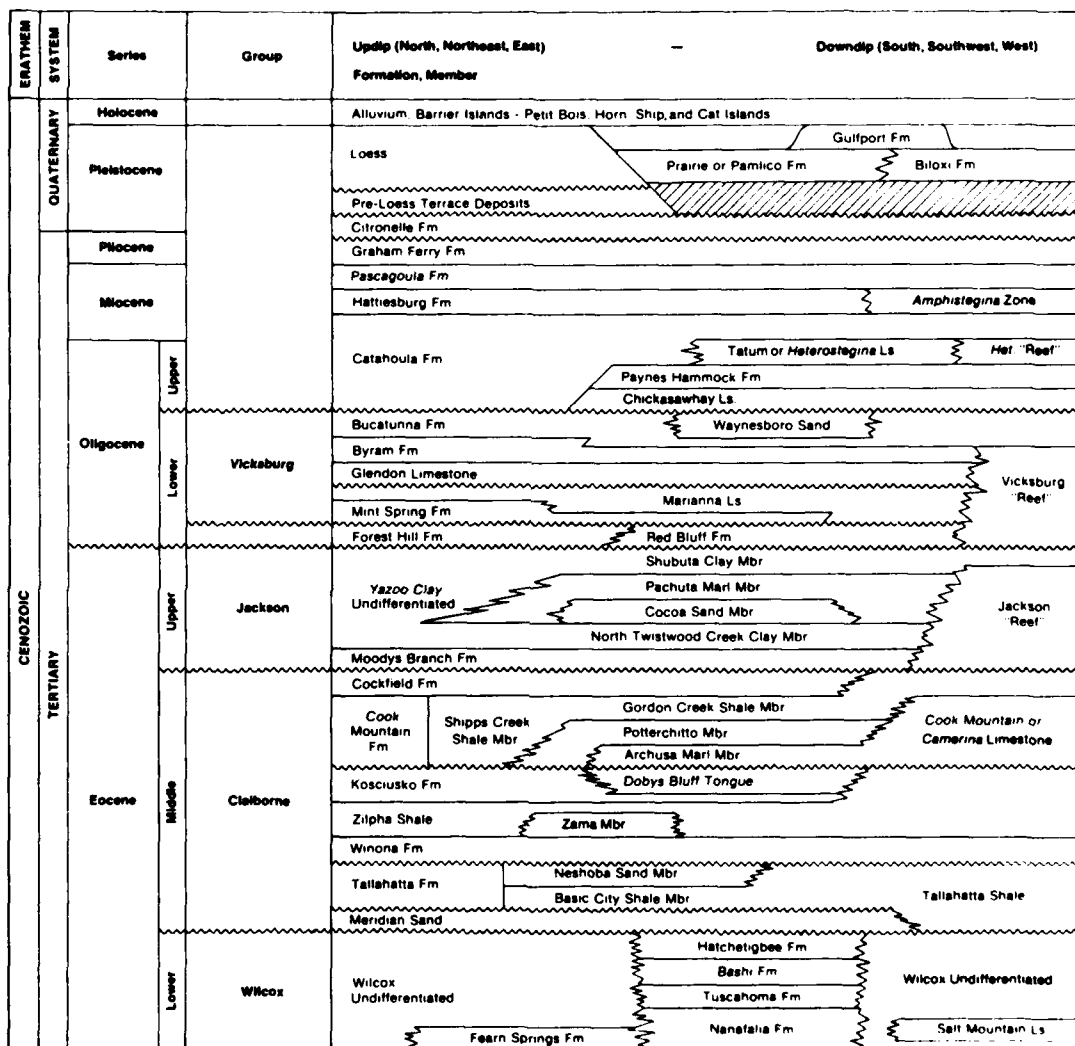 ERATHEM
SYSTEM
Series
Group
Updip (North, Northeast, East) - Downdip (South, Southwest, West)
Formation, Member
CENOZOIC
QUATERNARY
TERTIARY
Holocene
Alluvium, Barrier Islands - Petit Bois, Horn, Ship, and Cat Islands
Pleistocene
Loess
Gulfport Fm
Prairie or Pamlico Fm
Biloxi Fm
Pre-Loess Terrace Deposits
Citronelle Fm
Pliocene
Graham Ferry Fm
Miocene
Pascagoula Fm
Hattiesburg Fm
Amphistegina Zone
Oligocene
Upper
Catahoula Fm
Tatum or Heterostegina Ls
Het. "Reef"
Paynes Hammock Fm
Chickasawhay Ls.
Lower
Vicksburg
Bucatunna Fm
Waynesboro Sand
Byram Fm
Glendon Limestone
Vicksburg
"Reef"
Marianna Ls
Mint Spring Fm
Forest Hill Fm
Red Bluff Fm
Eocene
Upper
Jackson
Shubuta Clay Mbr
Yazoo Clay
Undifferentiated
Pachuta Marl Mbr
Cocoa Sand Mbr
Jackson
"Reef"
North Twistwood Creek Clay Mbr
Moodys Branch Fm
Middle
Claiborne
Cockfield Fm
Cook
Mountain
Fm
Shipps Creek
Shale Mbr
Gordon Creek Shale Mbr
Potterchitto Mbr
Archusa Marl Mbr
Cook Mountain or
Camerina Limestone
Kosciusko Fm
Dobys Bluff Tongue
Zilpha Shale
Zama Mbr
Winona Fm
Tallahatta Fm
Neshoba Sand Mbr
Basic City Shale Mbr
Tallahatta Shale
Meridian Sand
Lower
Wilcox
Wilcox
Undifferentiated
Hatchetigbee Fm
Bashi Fm
Tuscahoma Fm
Nanafalia Fm
Wilcox Undifferentiated
Fearn Springs Fm
Salt Mountain Ls